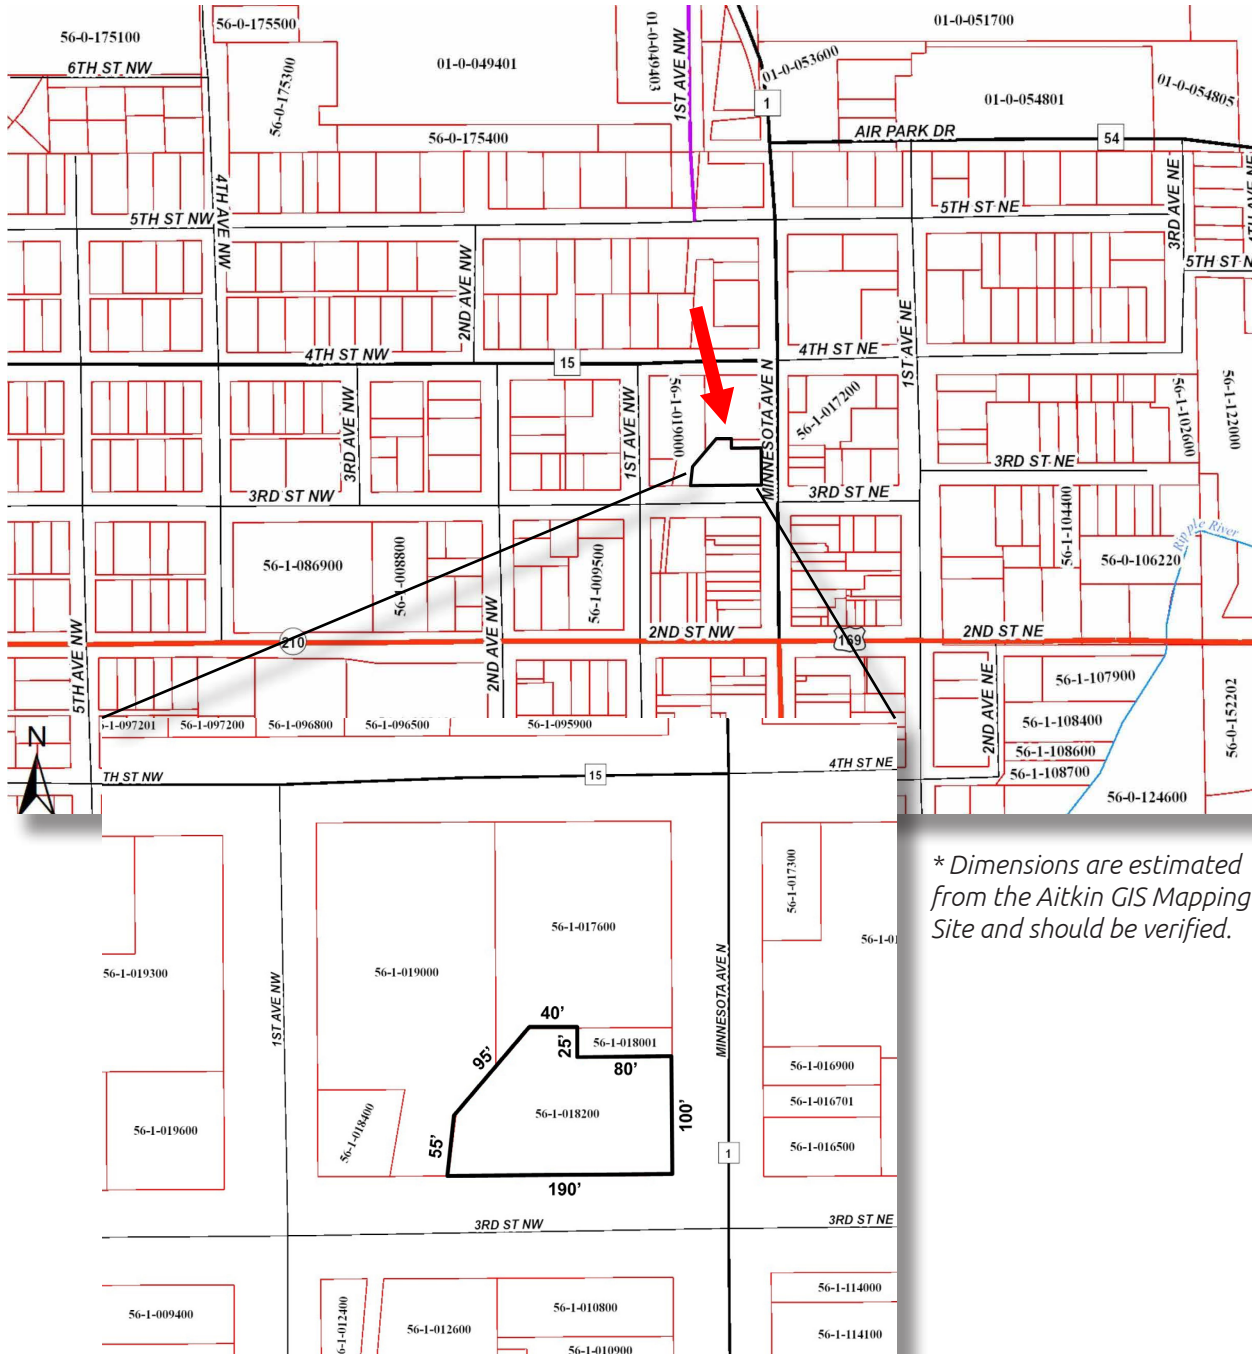 56-0-175100
56-0-175500
01-0-049401
01-0-049403
1ST AVE NW
01-0-051700
01-0-053600
6TH ST NW
56-0-175300
1
01-0-054801
01-0-054805
56-0-175400
AIR PARK DR
54
4TH AVE NW
5TH ST NW
5TH ST NE
3RD AVE NE
4TH AVE NE
5TH ST N
2ND AVE NW
4TH ST NW
15
4TH ST NE
1ST AVE NE
MINNESOTA AVE N
3RD AVE NW
1ST AVE NW
56-1-019000
56-1-017200
56-1-102600
56-1-122000
3RD ST NE
3RD ST NW
3RD ST NE
56-1-086900
56-1-008800
56-1-009500
56-1-104400
56-0-106220
Ripple River
5TH AVE NW
210
2ND AVE NW
2ND ST NW
169
2ND ST NE
2ND AVE NE
56-1-107900
56-1-108400
56-1-108600
56-1-108700
56-0-152202
56-0-124600
N
-1-097201
56-1-097200
56-1-096800
56-1-096500
56-1-095900
TH ST NW
15
4TH ST NE
56-1-017300
56-1-017600
56-1-01
56-1-019300
56-1-019000
1ST AVE NW
MINNESOTA AVE N
40'
25'
56-1-018001
95'
80'
56-1-016900
56-1-016701
56-1-018200
100'
56-1-019600
56-1-018400
55'
1
56-1-016500
190'
3RD ST NW
3RD ST NE
56-1-009400
6-1-012400
56-1-012600
56-1-010800
56-1-010900
56-1-114000
56-1-114100
* Dimensions are estimated
from the Aitkin GIS Mapping
Site and should be verified.